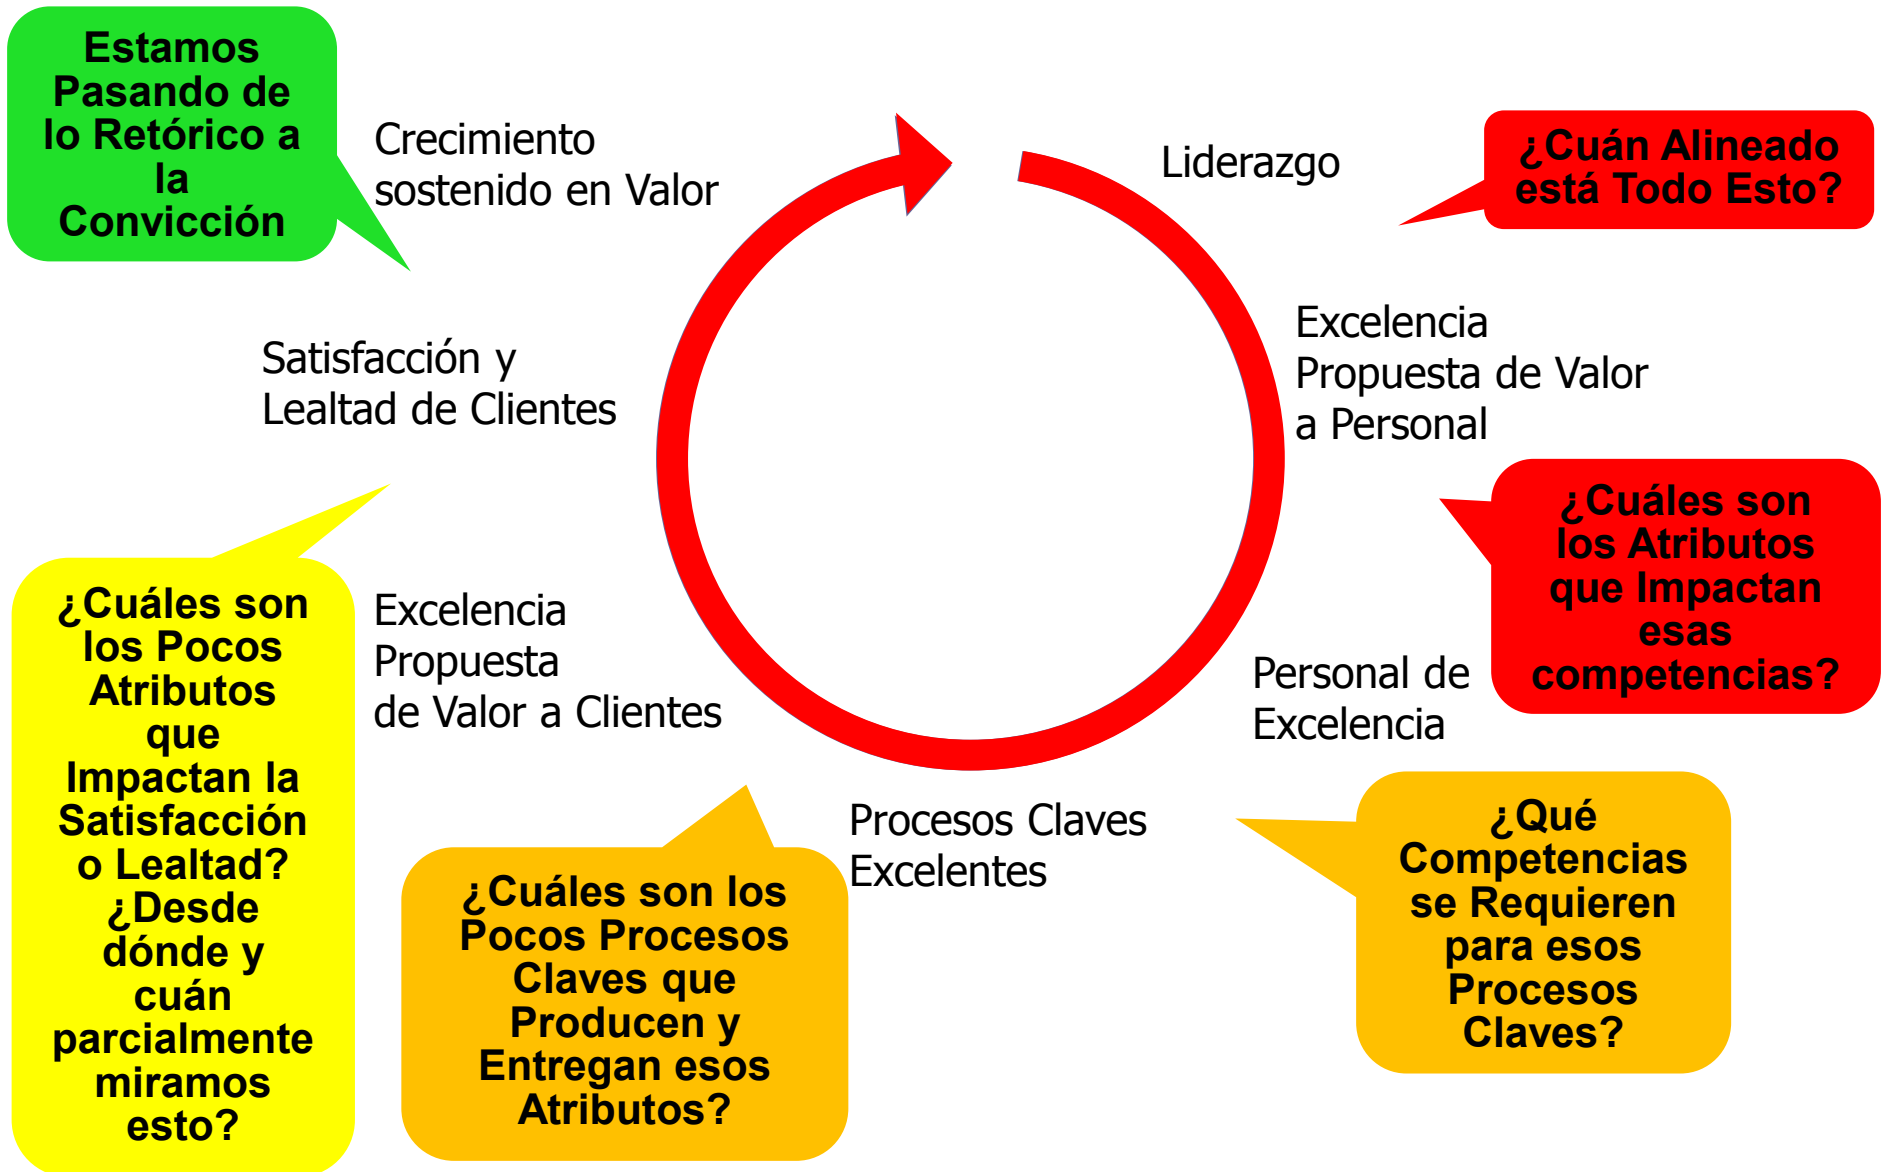 Estamos
Pasando de
lo Retórico a
la
Convicción
Crecimiento
sostenido en Valor
Liderazgo
¿Cuán Alineado
está Todo Esto?
Satisfacción y
Lealtad de Clientes
Excelencia
Propuesta de Valor
a Personal
¿Cuáles son
los Atributos
que Impactan
esas
competencias?
¿Cuáles son
los Pocos
Atributos
que
Impactan la
Satisfacción
o Lealtad?
¿Desde
dónde y
cuán
parcialmente
miramos
esto?
Excelencia
Propuesta
de Valor a Clientes
Personal de
Excelencia
Procesos Claves
Excelentes
¿Cuáles son los
Pocos Procesos
Claves que
Producen y
Entregan esos
Atributos?
¿Qué
Competencias
se Requieren
para esos
Procesos
Claves?